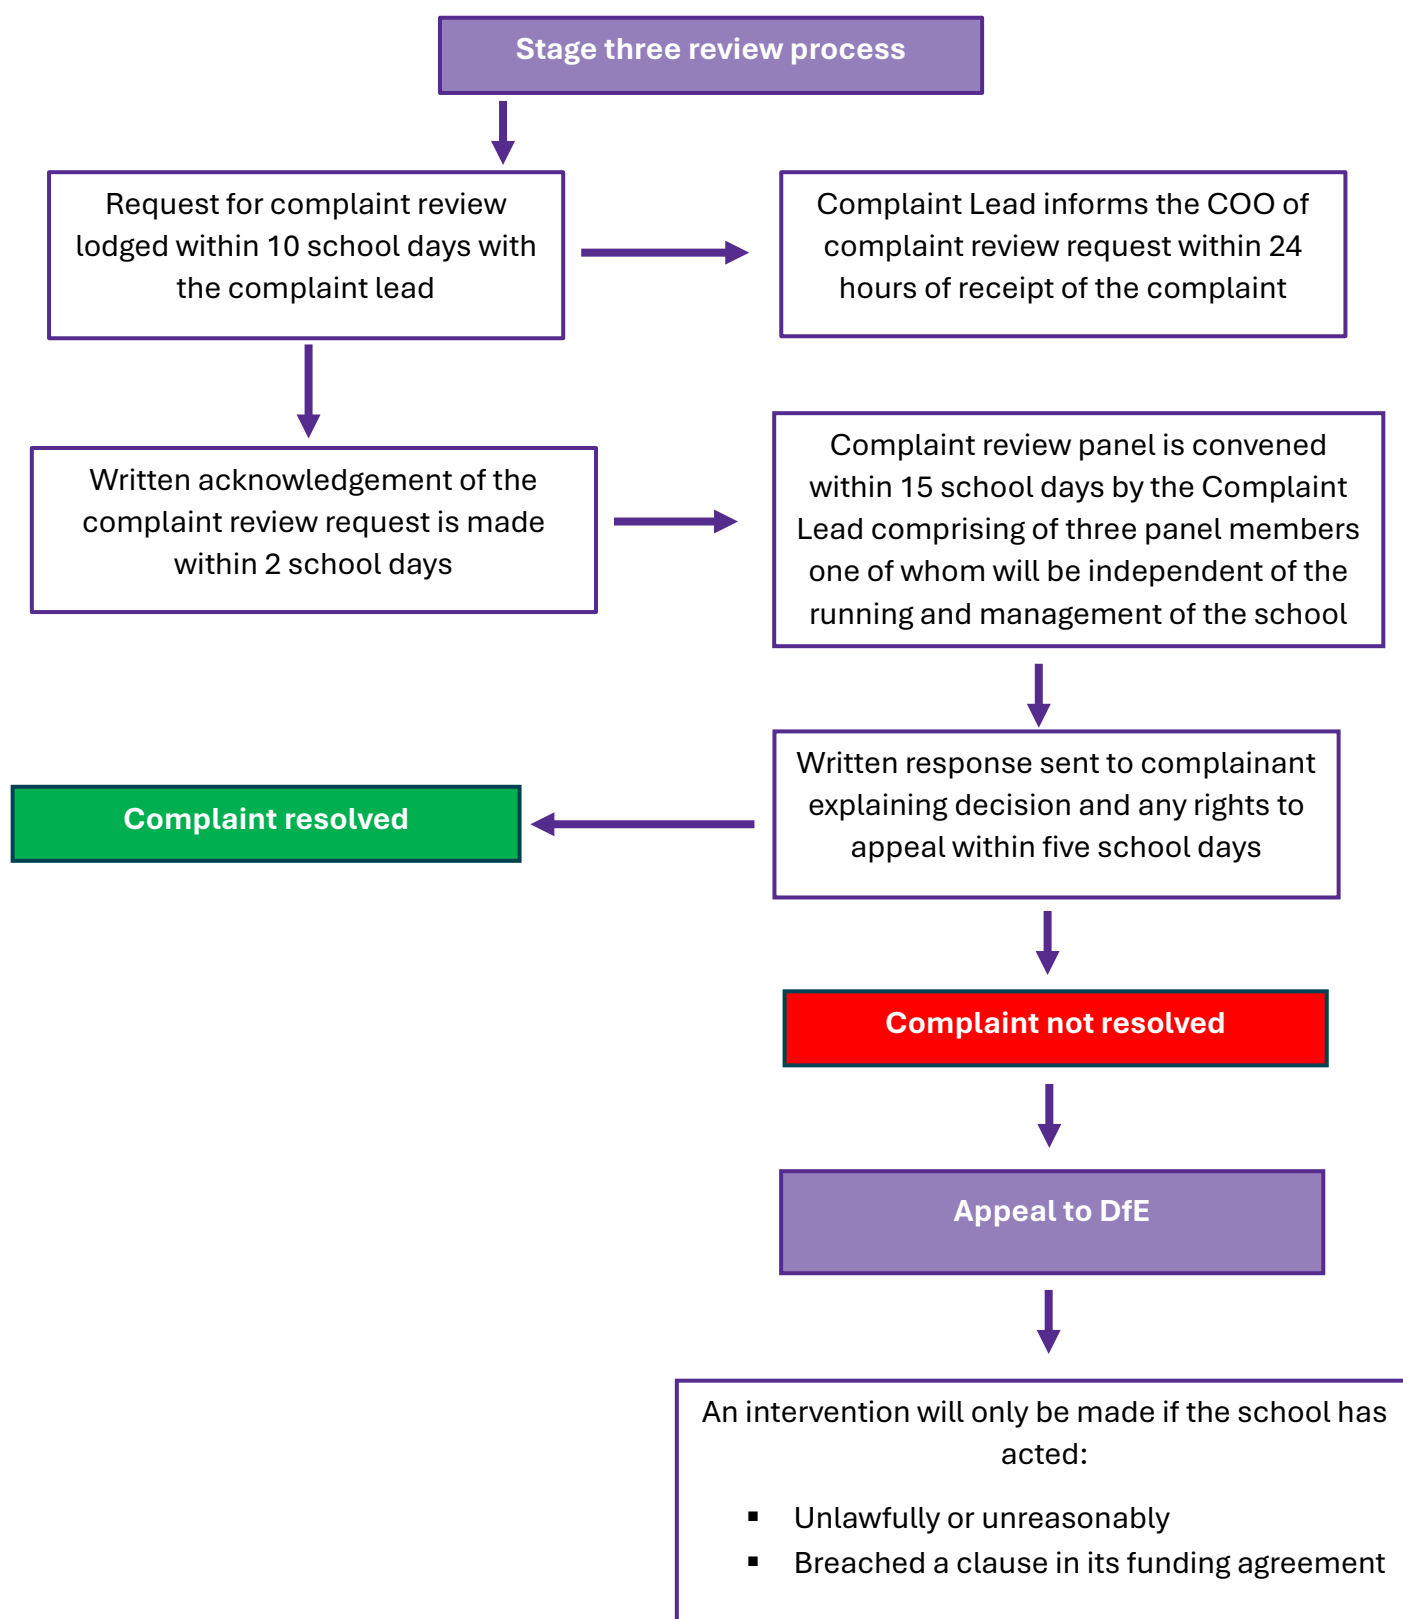 Stage three review process
Request for complaint review
lodged within 10 school days with
the complaint lead
Complaint Lead informs the COO of
complaint review request within 24
hours of receipt of the complaint
Written acknowledgement of the
complaint review request is made
within 2 school days
Complaint review panel is convened
within 15 school days by the Complaint
Lead comprising of three panel members
one of whom will be independent of the
running and management of the school
Written response sent to complainant
explaining decision and any rights to
appeal within five school days
Complaint resolved
Complaint not resolved
Appeal to DfE
An intervention will only be made if the school has
acted:
▪ Unlawfully or unreasonably
▪ Breached a clause in its funding agreement